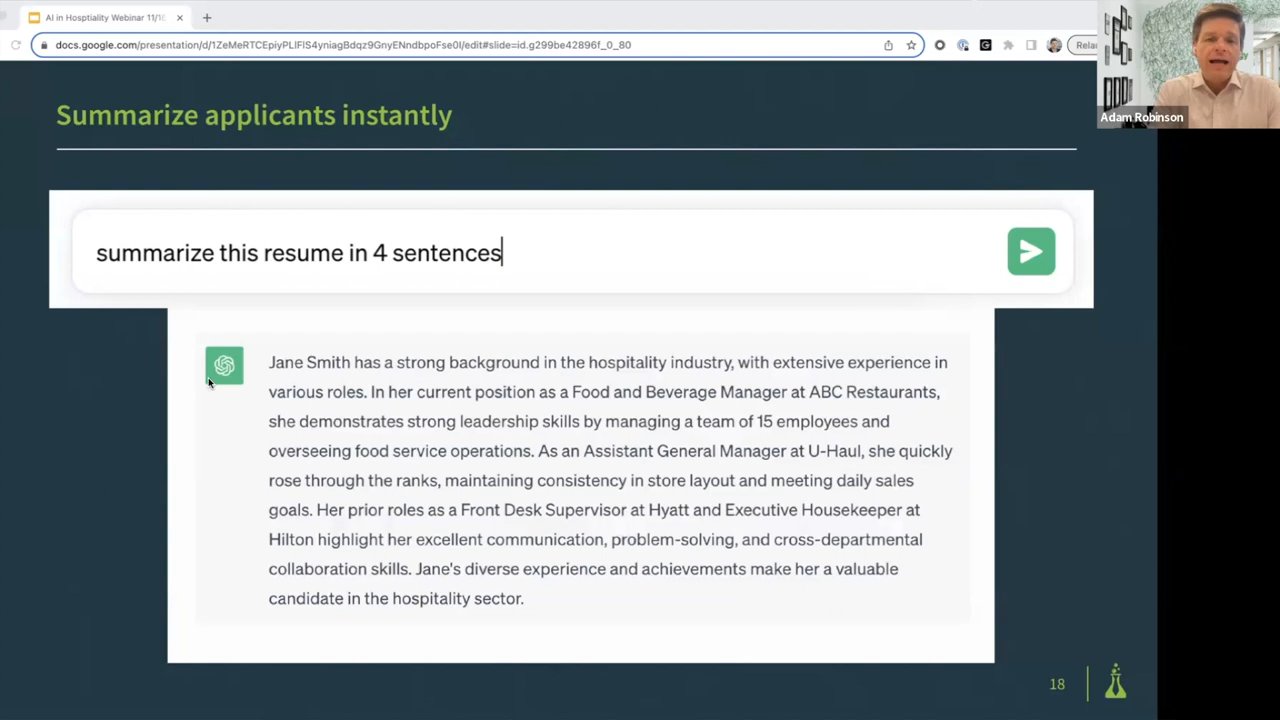 AI in Hosptiality Webinar 11/16
docs.google.com/presentation/d/1ZeMeRTCEpiyPLIFlS4yniagBdqz9GnyENndbpoFse0I/edit#slide=id.g299be42896f_0_80
Relau
Adam Robinson
Summarize applicants instantly
summarize this resume in 4 sentences
Jane Smith has a strong background in the hospitality industry, with extensive experience in
various roles. In her current position as a Food and Beverage Manager at ABC Restaurants,
she demonstrates strong leadership skills by managing a team of 15 employees and
overseeing food service operations. As an Assistant General Manager at U-Haul, she quickly
rose through the ranks, maintaining consistency in store layout and meeting daily sales
goals. Her prior roles as a Front Desk Supervisor at Hyatt and Executive Housekeeper at
Hilton highlight her excellent communication, problem-solving, and cross-departmental
collaboration skills. Jane's diverse experience and achievements make her a valuable
candidate in the hospitality sector.
18